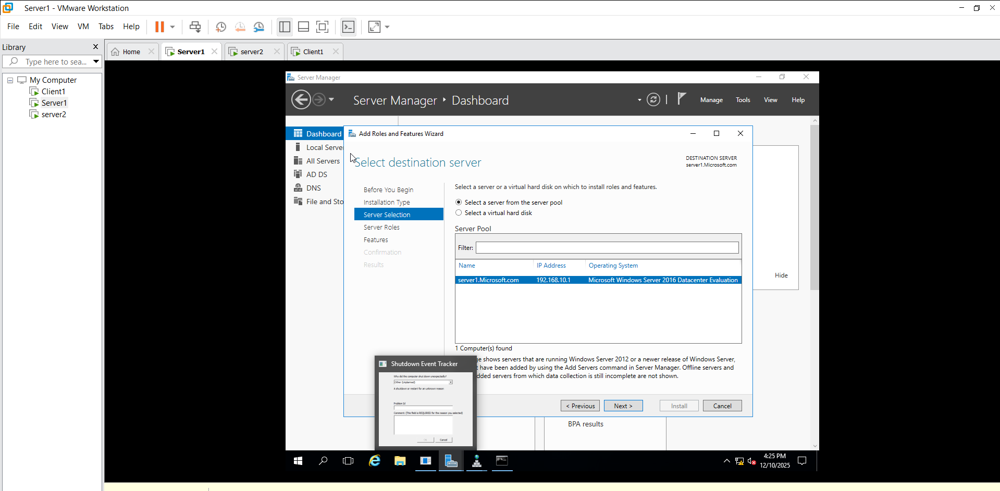 Server1 - VMware Workstation
File Edit View VM Tabs Help
Library
Type here to sea...
My Computer
Client1
Server1
server2
Home
Server1
server2
Client1
Server Manager
Server Manager ‣ Dashboard
Manage Tools View Help
Dashboard
Local Server
All Servers
AD DS
DNS
File and Sto
Add Roles and Features Wizard
Select destination server
DESTINATION SERVER
server1.Microsoft.com
Before You Begin
Installation Type
Server Selection
Server Roles
Features
Confirmation
Results
Select a server or a virtual hard disk on which to install roles and features.
Select a server from the server pool
Select a virtual hard disk
Server Pool
Filter:
Name IP Address Operating System
server1.Microsoft.com 192.168.10.1 Microsoft Windows Server 2016 Datacenter Evaluation
1 Computer(s) found
ge shows servers that are running Windows Server 2012 or a newer release of Windows Server,
t have been added by using the Add Servers command in Server Manager. Offline servers and
dded servers from which data collection is still incomplete are not shown.
< Previous Next > Install Cancel
Hide
BPA results
Shutdown Event Tracker
Why did the computer shut down unexpectedly?
Other (Unplanned)
A shutdown or restart for an unknown reason
Problem Id
Comment: (This field is REQUIRED for the reason you selected)
OK Cancel
4:25 PM
12/10/2025